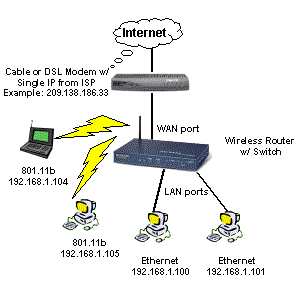 Internet
Cable or DSL Modem w/
Single IP from ISP
Example: 209.138.186.33
WAN port
Wireless Router
w/ Switch
LAN ports
801.11b
192.168.1.104
801.11b
192.168.1.105
Ethernet
192.168.1.100
Ethernet
192.168.1.101